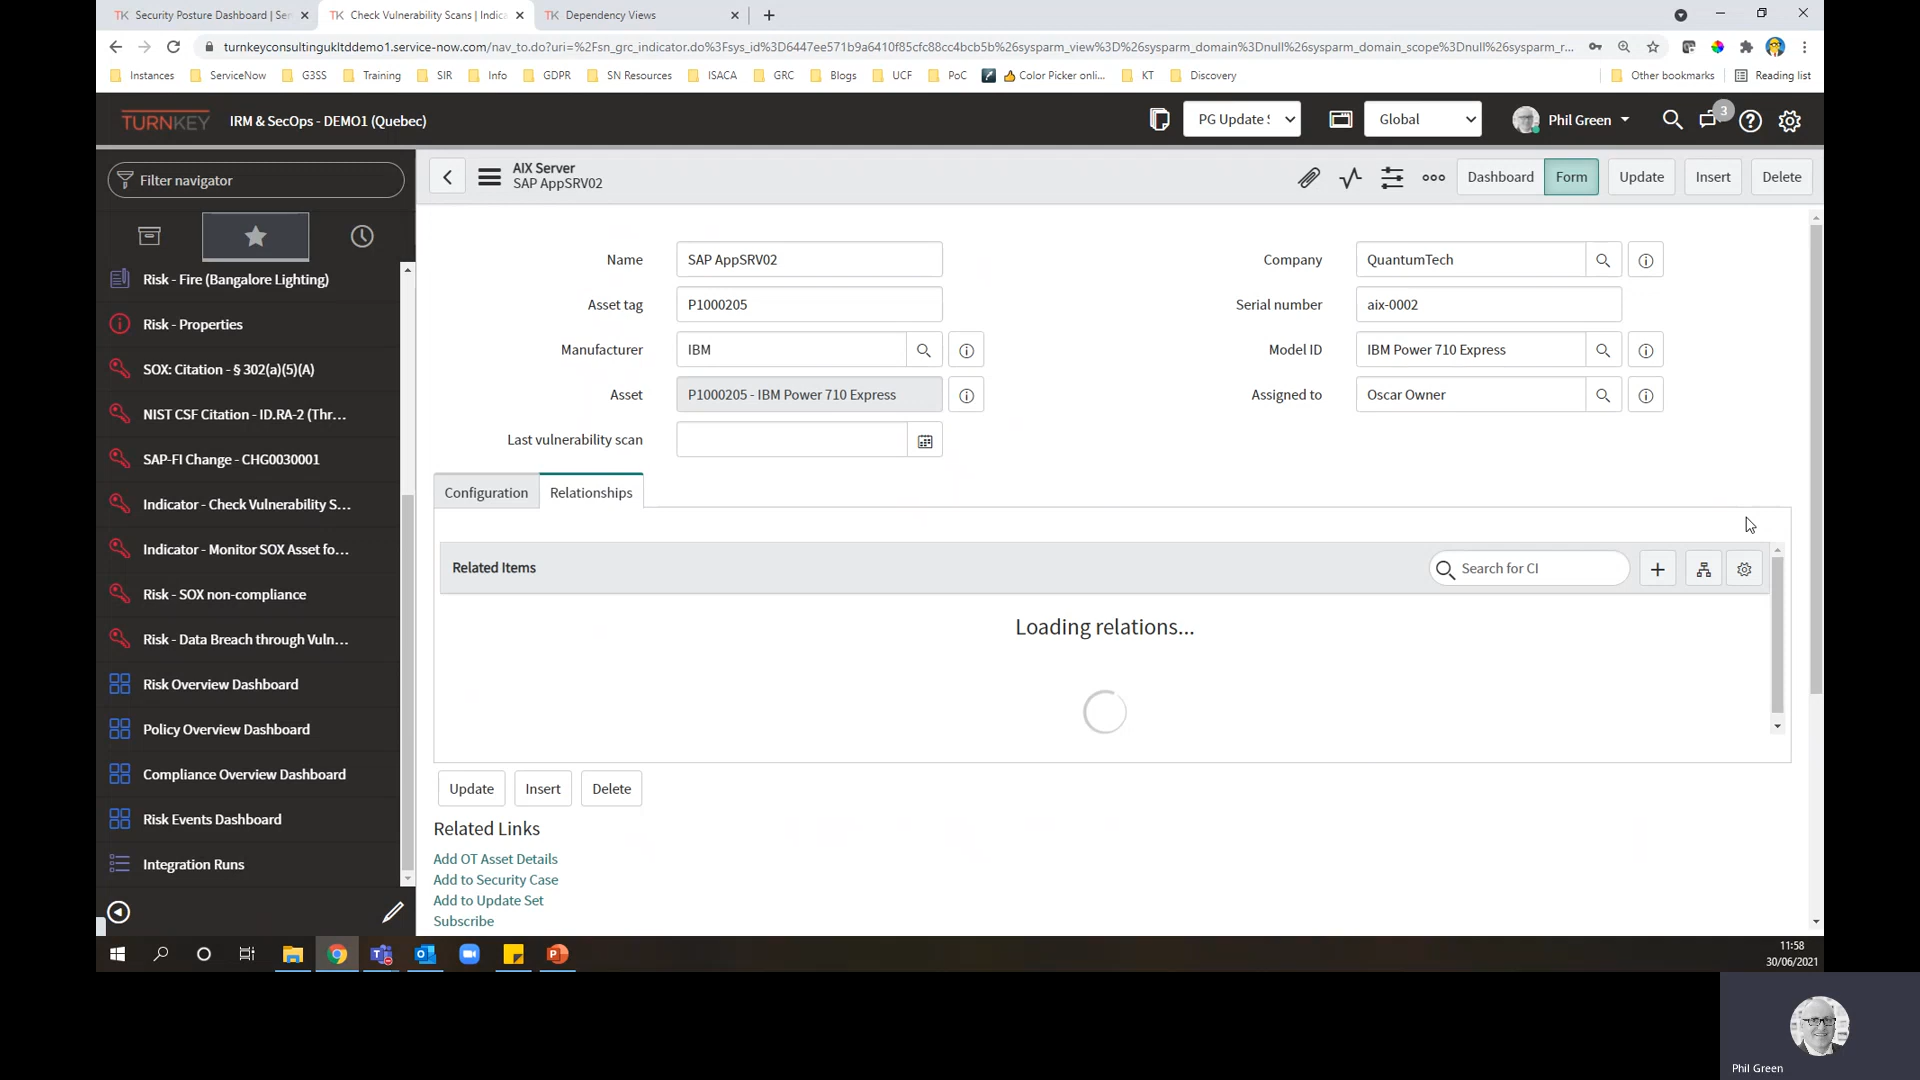 TK Security Posture Dashboard | Ser
TK Check Vulnerability Scans | Indica
TK Dependency Views
turnkeyconsultingukltddemo1.service-now.com/nav_to.do?uri=%2Fsn_grc_indicator.do%3Fsys_id%3D6447ee571b9a6410f85cfc88cc4bcb5b%26sysparm_view%3D%26sysparm_domain%3Dnull%26sysparm_domain_scope%3Dnull%26sysparm_r...
Instances ServiceNow G3SS Training SIR Info GDPR SN Resources ISACA GRC Blogs UCF PoC Color Picker onlin... KT Discovery Other bookmarks Reading list
TURNKEY IRM & SecOps - DEMO1 (Quebec)
PG Update S
Global
Phil Green
3
Filter navigator
Risk - Fire (Bangalore Lighting)
Risk - Properties
SOX: Citation - § 302(a)(5)(A)
NIST CSF Citation - ID.RA-2 (Thr...
SAP-FI Change - CHG0030001
Indicator - Check Vulnerability S...
Indicator - Monitor SOX Asset fo...
Risk - SOX non-compliance
Risk - Data Breach through Vuln...
Risk Overview Dashboard
Policy Overview Dashboard
Compliance Overview Dashboard
Risk Events Dashboard
Integration Runs
AIX Server
SAP AppSRV02
Dashboard Form Update Insert Delete
Name SAP AppSRV02
Company QuantumTech
Asset tag P1000205
Serial number aix-0002
Manufacturer IBM
Model ID IBM Power 710 Express
Asset P1000205 - IBM Power 710 Express
Assigned to Oscar Owner
Last vulnerability scan
Configuration Relationships
Related Items
Search for CI
Loading relations...
Update Insert Delete
Related Links
Add OT Asset Details
Add to Security Case
Add to Update Set
Subscribe
11:58
30/06/2021
Phil Green